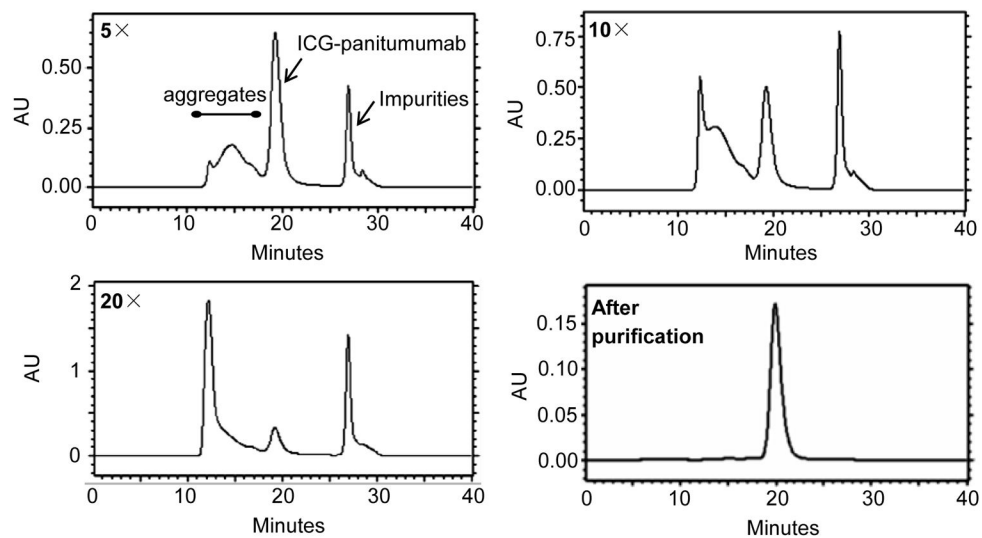 5×
ICG-panitumumab
aggregates
Impurities
AU
0.50
0.25
0.00
0 10 20 30 40
Minutes
10×
AU
0.75
0.50
0.25
0.00
0 10 20 30 40
Minutes
20×
AU
2
1
0
0 10 20 30 40
Minutes
After
purification
AU
0.15
0.10
0.05
0.00
0 10 20 30 40
Minutes